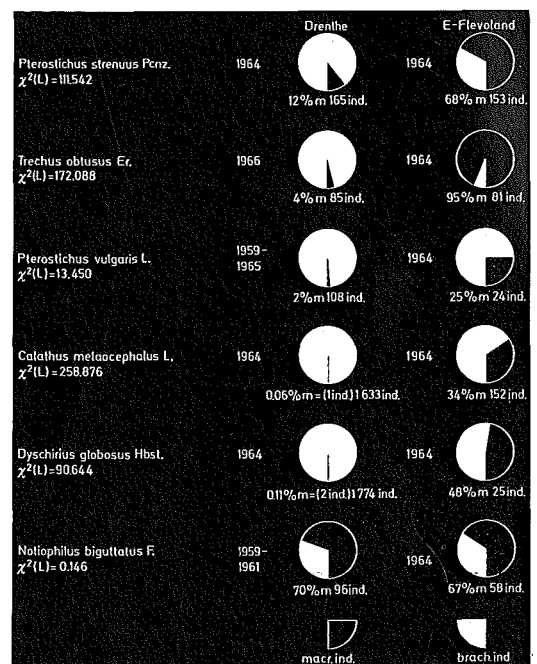 Drenthe E-Flevoland
Pterostichus strenuus Panz. 1964 1964
χ²(L)=111.542
12% m 165 ind. 68% m 153 ind.
Trechus obtusus Er. 1966 1964
χ²(L)=172.088
4% m 85 ind. 95% m 81 ind.
Pterostichus vulgaris L. 1959-1965 1964
χ²(L)=13.450
2% m 108 ind. 25% m 24 ind.
Calathus melanocephalus L. 1964 1964
χ²(L)=258.876
0.06% m=(1 ind.) 1633 ind. 34% m 152 ind.
Dyschirius globosus Hbst. 1964 1964
χ²(L)=90.644
0.11% m=(2 ind.) 1774 ind. 48% m 25 ind.
Notiophilus biguttatus F. 1959-1961 1964
χ²(L)=0.146
70% m 96 ind. 67% m 58 ind.
macr. ind. brach. ind